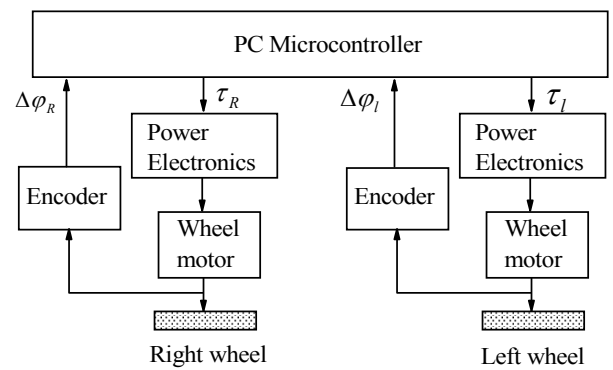 PC Microcontroller
Δφ_R
τ_R
Δφ_l
τ_l
Power
Electronics
Power
Electronics
Encoder
Encoder
Wheel
motor
Wheel
motor
Right wheel
Left wheel